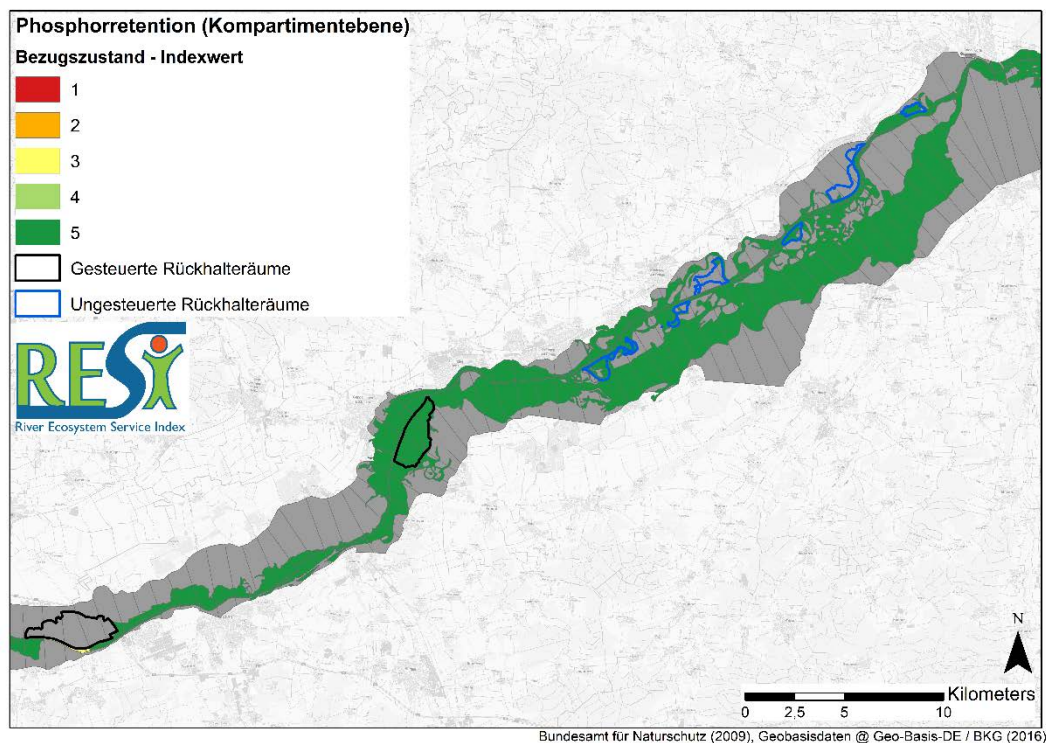 Phosphorretention (Kompartimentebene)
Bezugszustand - Indexwert
1
2
3
4
5
Gesteuerte Rückhalteräume
Ungesteuerte Rückhalteräume
RESI
River Ecosystem Service Index
N
Kilometers
0 2,5 5 10
Bundesamt für Naturschutz (2009), Geobasisdaten @ Geo-Basis-DE / BKG (2016)